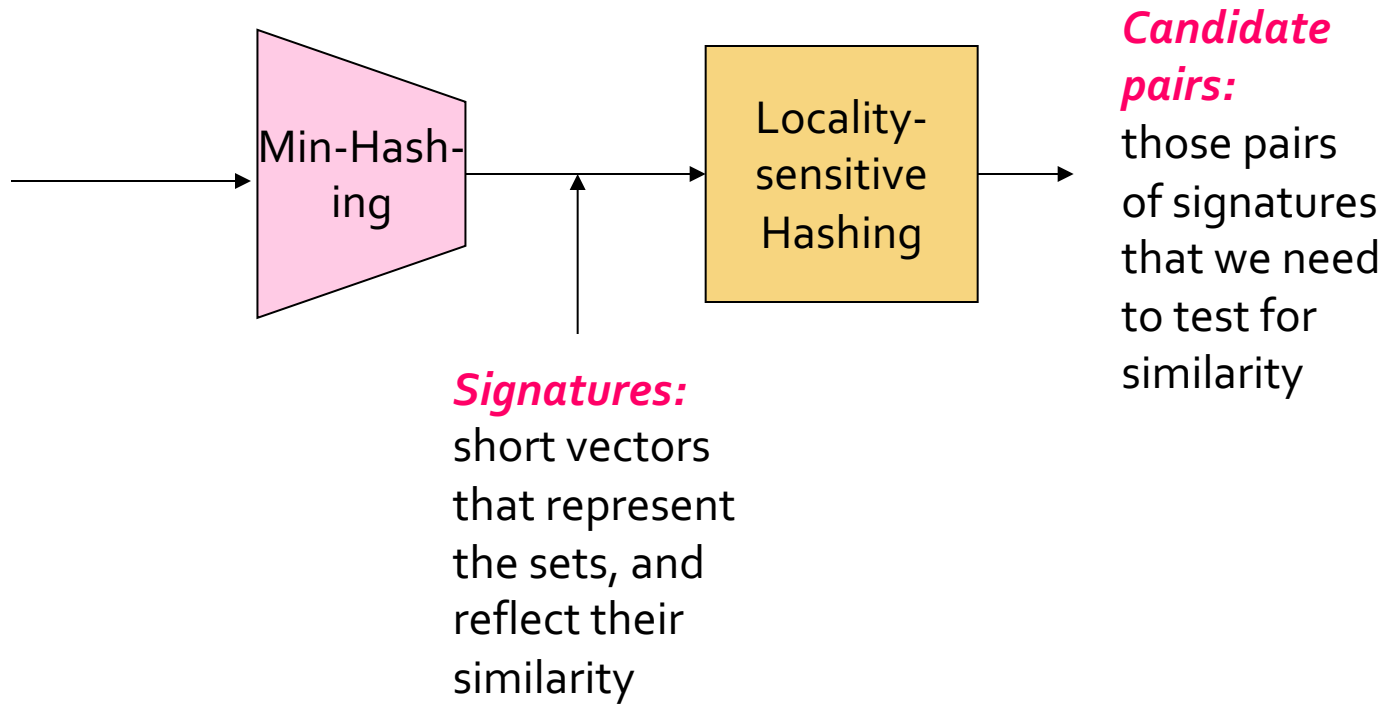 Min-Hash-
ing
Locality-
sensitive
Hashing
Candidate
pairs:
those pairs
of signatures
that we need
to test for
similarity
Signatures:
short vectors
that represent
the sets, and
reflect their
similarity